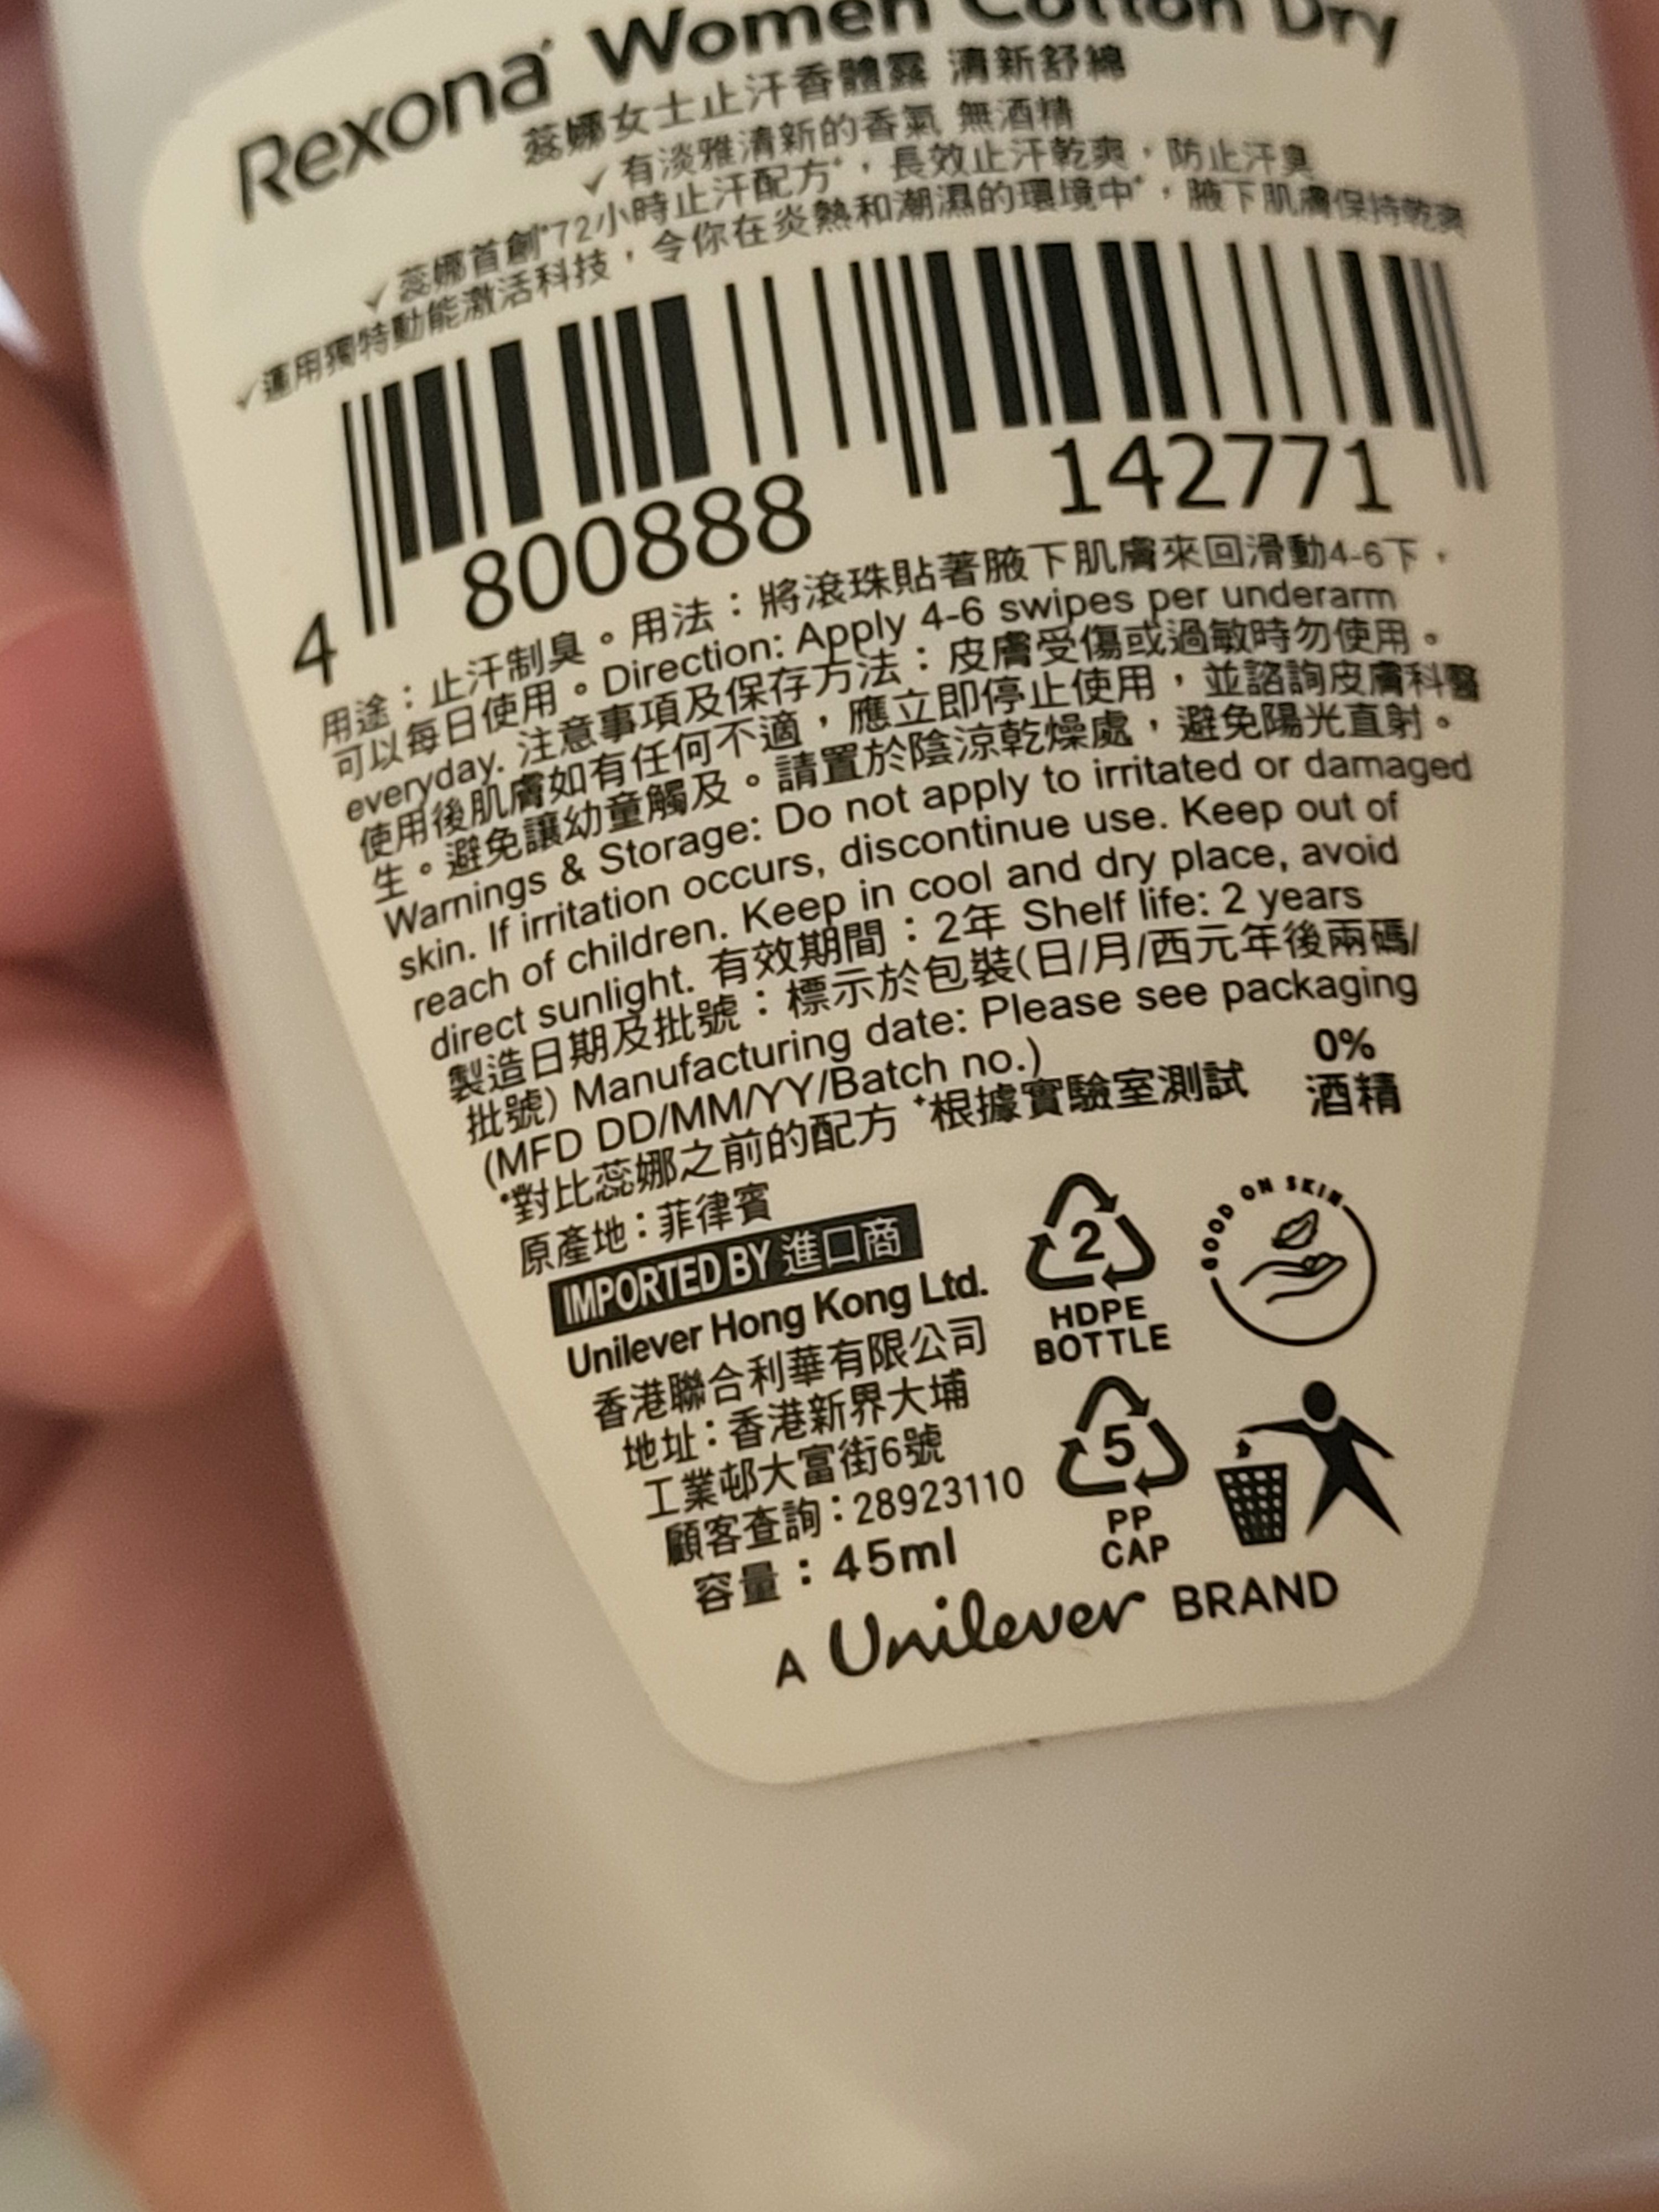 Rexona Women Cotton Dry
蕊娜女士止汗香體露 清新舒綿
✓有淡雅清新的香氣 無酒精
✓蕊娜首創*72小時止汗配方*，長效止汗乾爽，防止汗臭
✓運用獨特動能激活科技，令你在炎熱和潮濕的環境中*，腋下肌膚保持乾爽
4 800888 142771
用途：止汗制臭。用法：將滾珠貼著腋下肌膚來回滑動4-6下，
可以每日使用。Direction: Apply 4-6 swipes per underarm
everyday. 注意事項及保存方法：皮膚受傷或過敏時勿使用。
使用後肌膚如有任何不適，應立即停止使用，並諮詢皮膚科醫
生。避免讓幼童觸及。請置於陰涼乾燥處，避免陽光直射。
Warnings & Storage: Do not apply to irritated or damaged
skin. If irritation occurs, discontinue use. Keep out of
reach of children. Keep in cool and dry place, avoid
direct sunlight. 有效期間：2年 Shelf life: 2 years
製造日期及批號：標示於包裝(日/月/西元年後兩碼/
批號) Manufacturing date: Please see packaging
(MFD DD/MM/YY/Batch no.)
*對比蕊娜之前的配方 *根據實驗室測試
0%
酒精
原產地：菲律賓
IMPORTED BY 進口商
Unilever Hong Kong Ltd.
香港聯合利華有限公司
地址：香港新界大埔
工業邨大富街6號
顧客查詢：28923110
容量：45ml
2
HDPE
BOTTLE
GOOD ON SKIN
5
PP
CAP
A Unilever BRAND